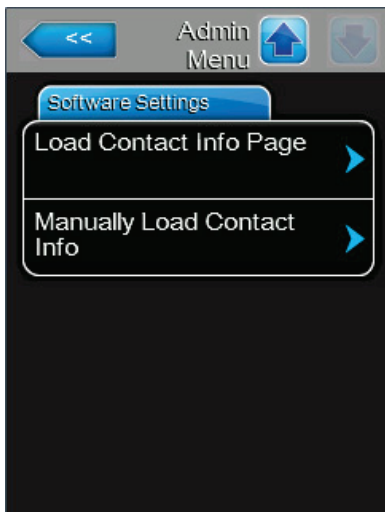 <<
Admin
Menu
Software Settings
Load Contact Info Page
Manually Load Contact
Info